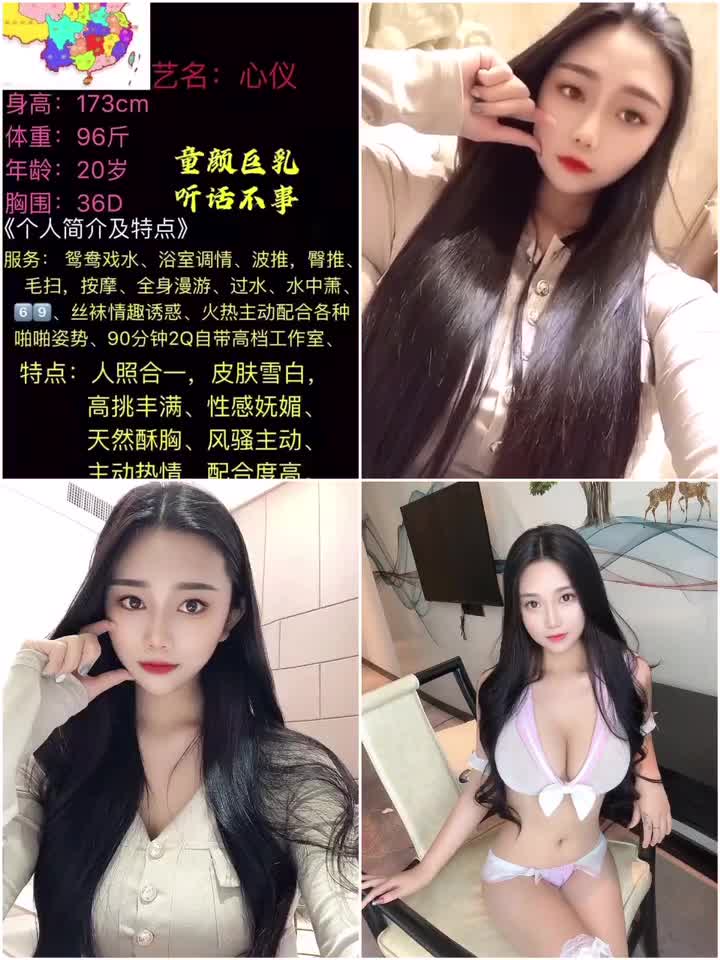 艺名：心仪
身高：173cm
体重：96斤
年龄：20岁
胸围：36D
童颜巨乳
听话不事
《个人简介及特点》
服务：鸳鸯戏水、浴室调情、波推，臀推、
毛扫，按摩、全身漫游、过水、水中萧、
6️⃣9️⃣、丝袜情趣诱惑、火热主动配合各种
啪啪姿势、90分钟2Q自带高档工作室、
特点：人照合一，皮肤雪白，
高挑丰满、性感妩媚、
天然酥胸、风骚主动、
主动热情、配合度高、